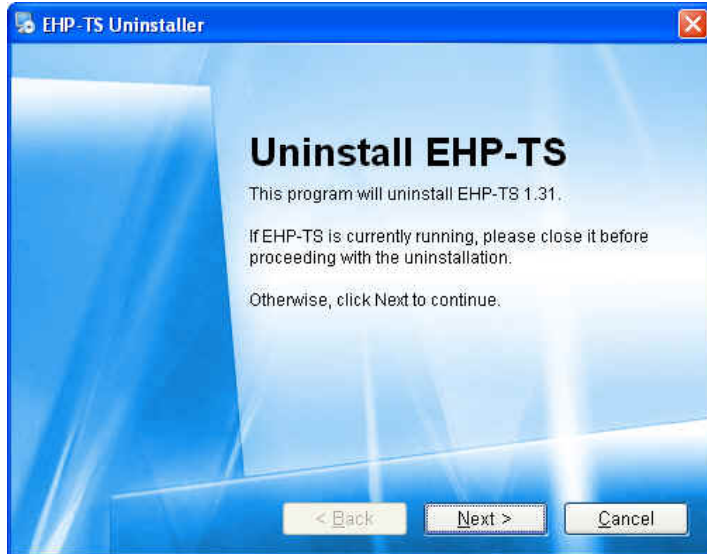 EHP-TS Uninstaller
Uninstall EHP-TS
This program will uninstall EHP-TS 1.31.
If EHP-TS is currently running, please close it before
proceeding with the uninstallation.
Otherwise, click Next to continue.
< Back
Next >
Cancel